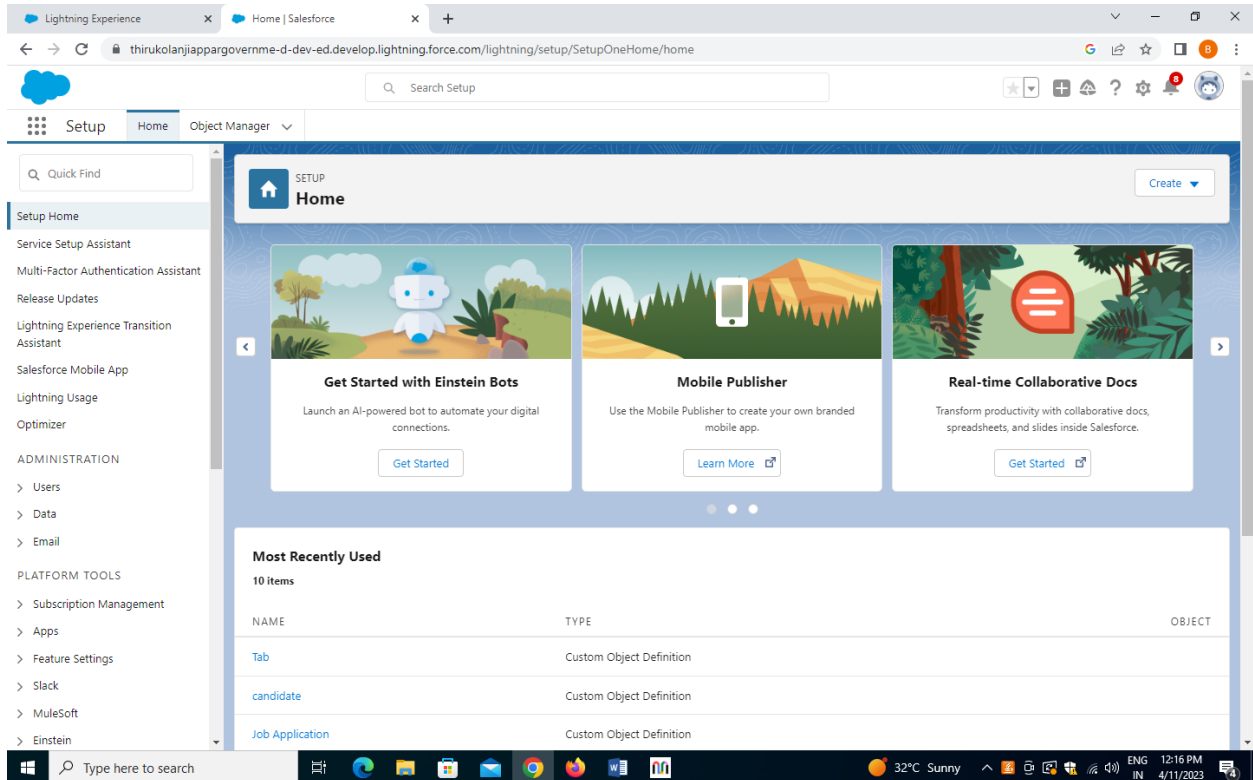 Lightning Experience
Home | Salesforce
thirukolanjiappargovernme-d-dev-ed.develop.lightning.force.com/lightning/setup/SetupOneHome/home
G
B
Search Setup
8
Setup
Home
Object Manager
Quick Find
Setup Home
Service Setup Assistant
Multi-Factor Authentication Assistant
Release Updates
Lightning Experience Transition
Assistant
Salesforce Mobile App
Lightning Usage
Optimizer
ADMINISTRATION
Users
Data
Email
PLATFORM TOOLS
Subscription Management
Apps
Feature Settings
Slack
MuleSoft
Einstein
SETUP
Home
Create
Get Started with Einstein Bots
Launch an AI-powered bot to automate your digital
connections.
Get Started
Mobile Publisher
Use the Mobile Publisher to create your own branded
mobile app.
Learn More
Real-time Collaborative Docs
Transform productivity with collaborative docs,
spreadsheets, and slides inside Salesforce.
Get Started
Most Recently Used
10 items
NAME TYPE OBJECT
Tab Custom Object Definition
candidate Custom Object Definition
Job Application Custom Object Definition
Type here to search
32°C Sunny
ENG
IN
12:16 PM
4/11/2023
4